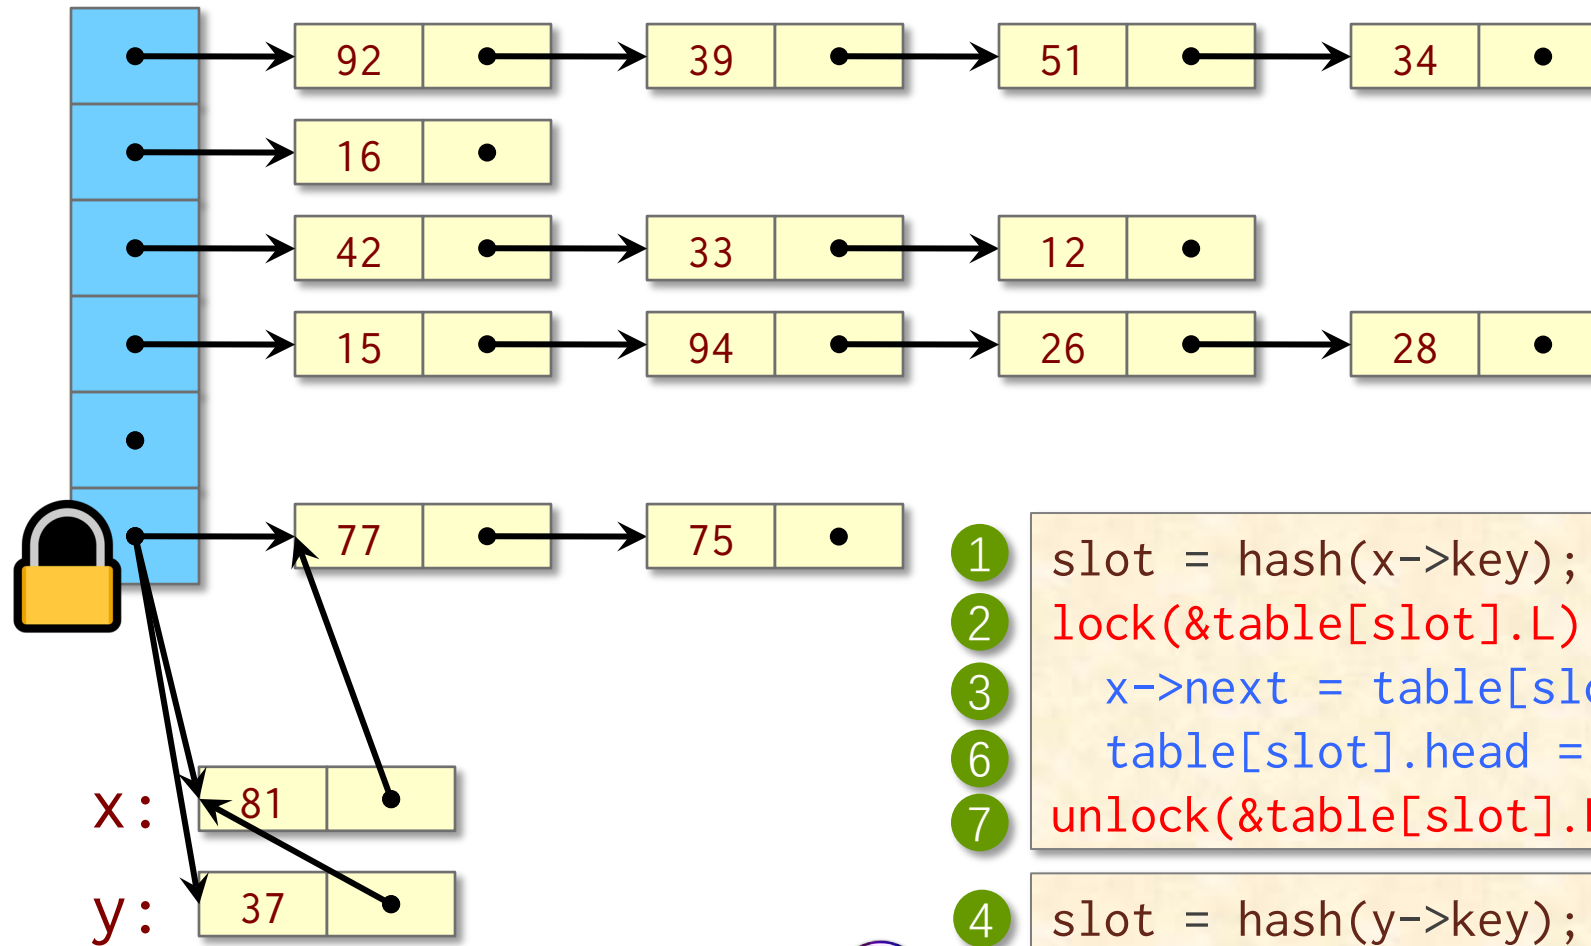 92 39 51 34
16
42 33 12
15 94 26 28
77 75
1 slot = hash(x->key);
2 lock(&table[slot].L)
3 x->next = table[slo
6 table[slot].head =
7 unlock(&table[slot].
x: 81
y: 37
4 slot = hash(y->key);